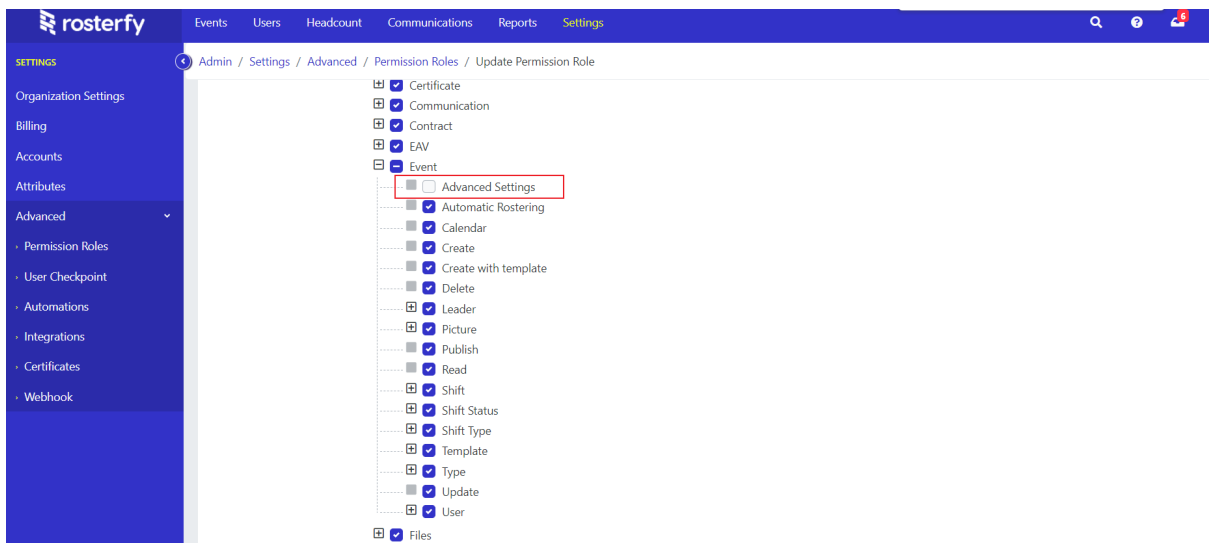 rosterfy Events Users Headcount Communications Reports Settings 6
SETTINGS
Admin / Settings / Advanced / Permission Roles / Update Permission Role
Organization Settings
Billing
Accounts
Attributes
Advanced
Permission Roles
User Checkpoint
Automations
Integrations
Certificates
Webhook
Certificate
Communication
Contract
EAV
Event
Advanced Settings
Automatic Rostering
Calendar
Create
Create with template
Delete
Leader
Picture
Publish
Read
Shift
Shift Status
Shift Type
Template
Type
Update
User
Files